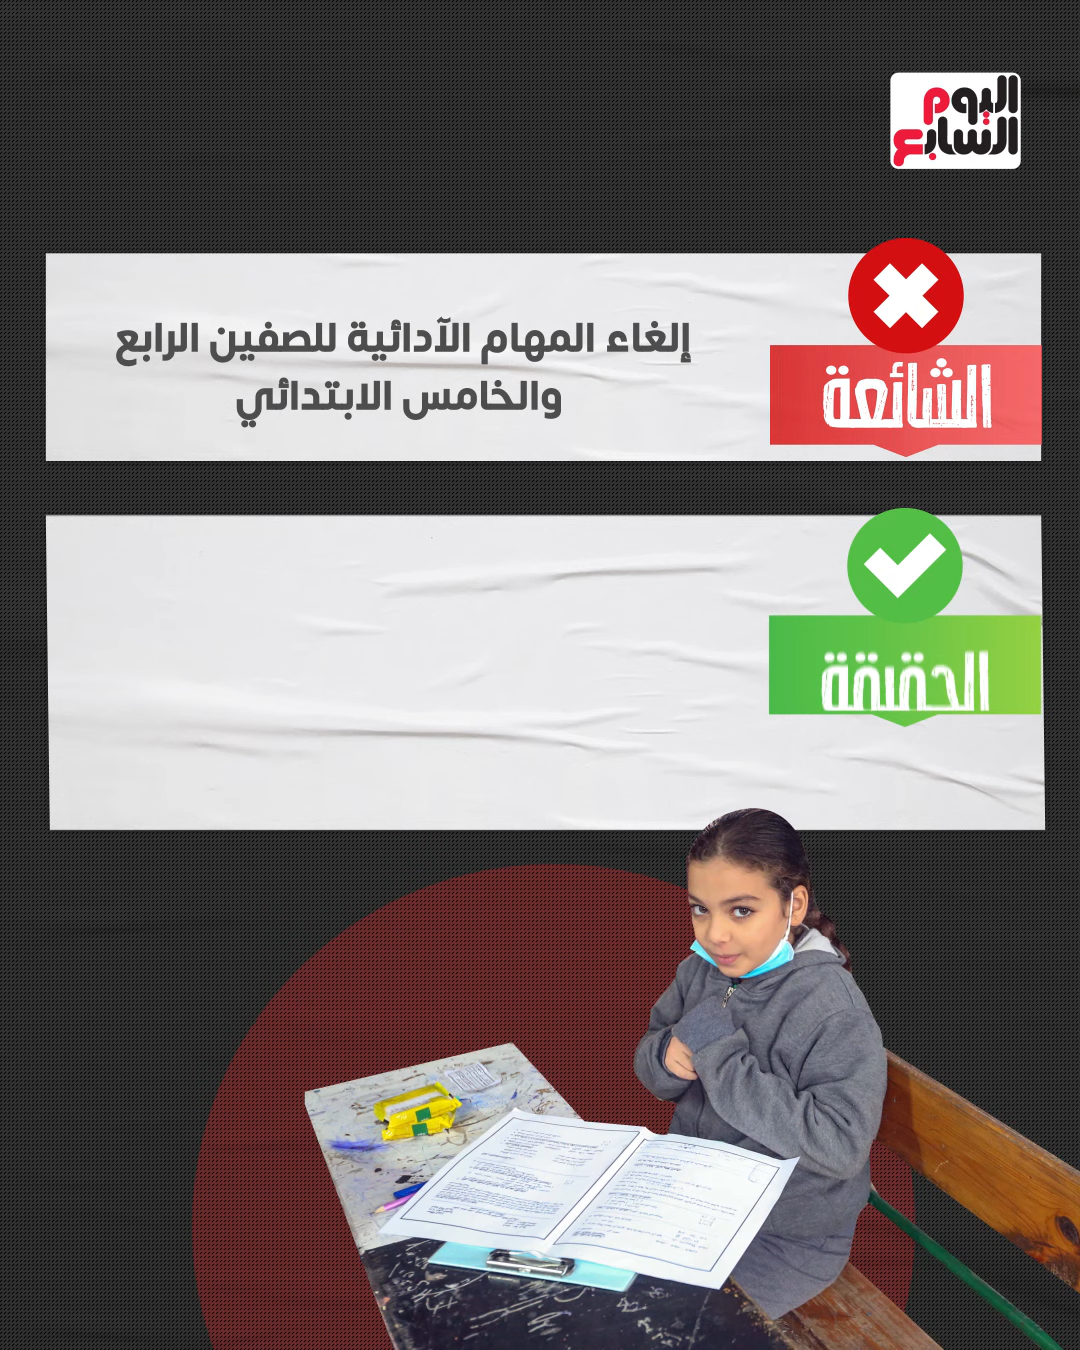 اليوم
السابع
إلغاء المهام الآدائية للصفين الرابع
والخامس الابتدائي
الشائعة
الحقيقة